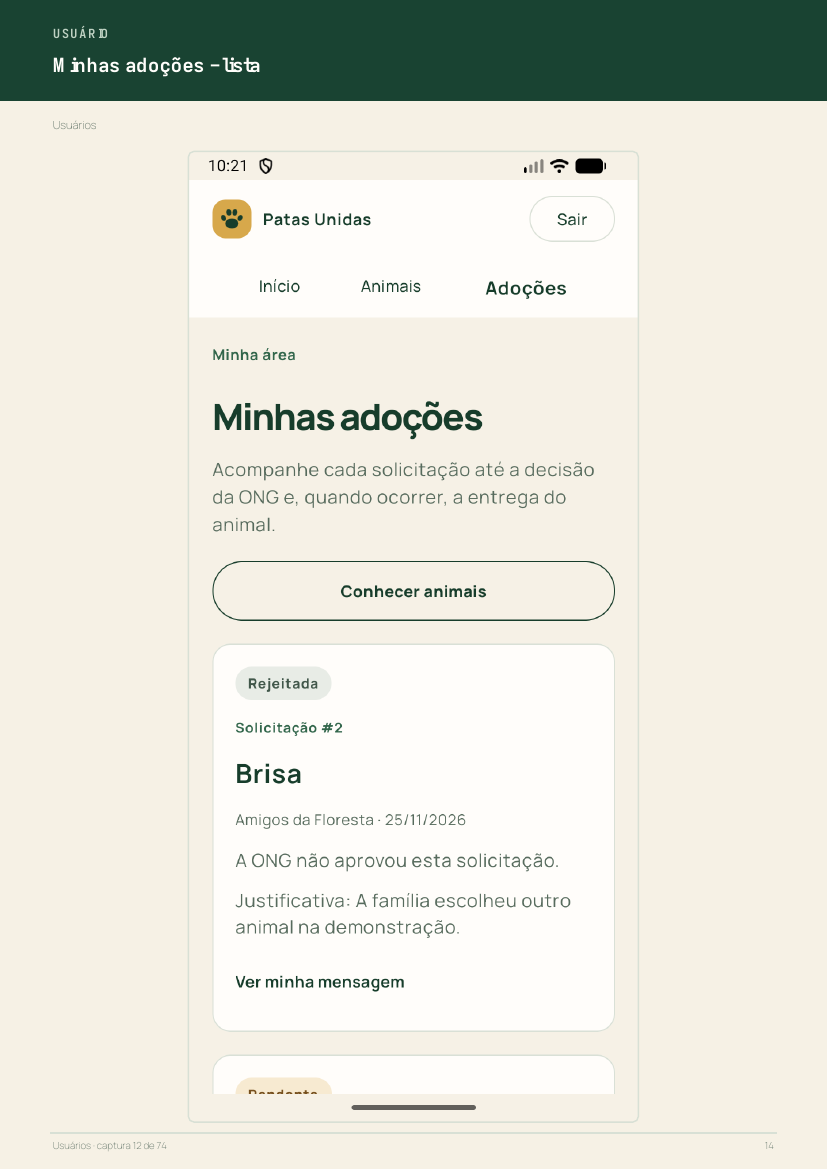 USUÁRIO
Minhas adoções – lista
Usuários
10:21
Patas Unidas
Sair
Início
Animais
Adoções
Minha área
Minhas adoções
Acompanhe cada solicitação até a decisão
da ONG e, quando ocorrer, a entrega do
animal.
Conhecer animais
Rejeitada
Solicitação #2
Brisa
Amigos da Floresta · 25/11/2026
A ONG não aprovou esta solicitação.
Justificativa: A família escolheu outro
animal na demonstração.
Ver minha mensagem
Pendente
Usuários · captura 12 de 74
14